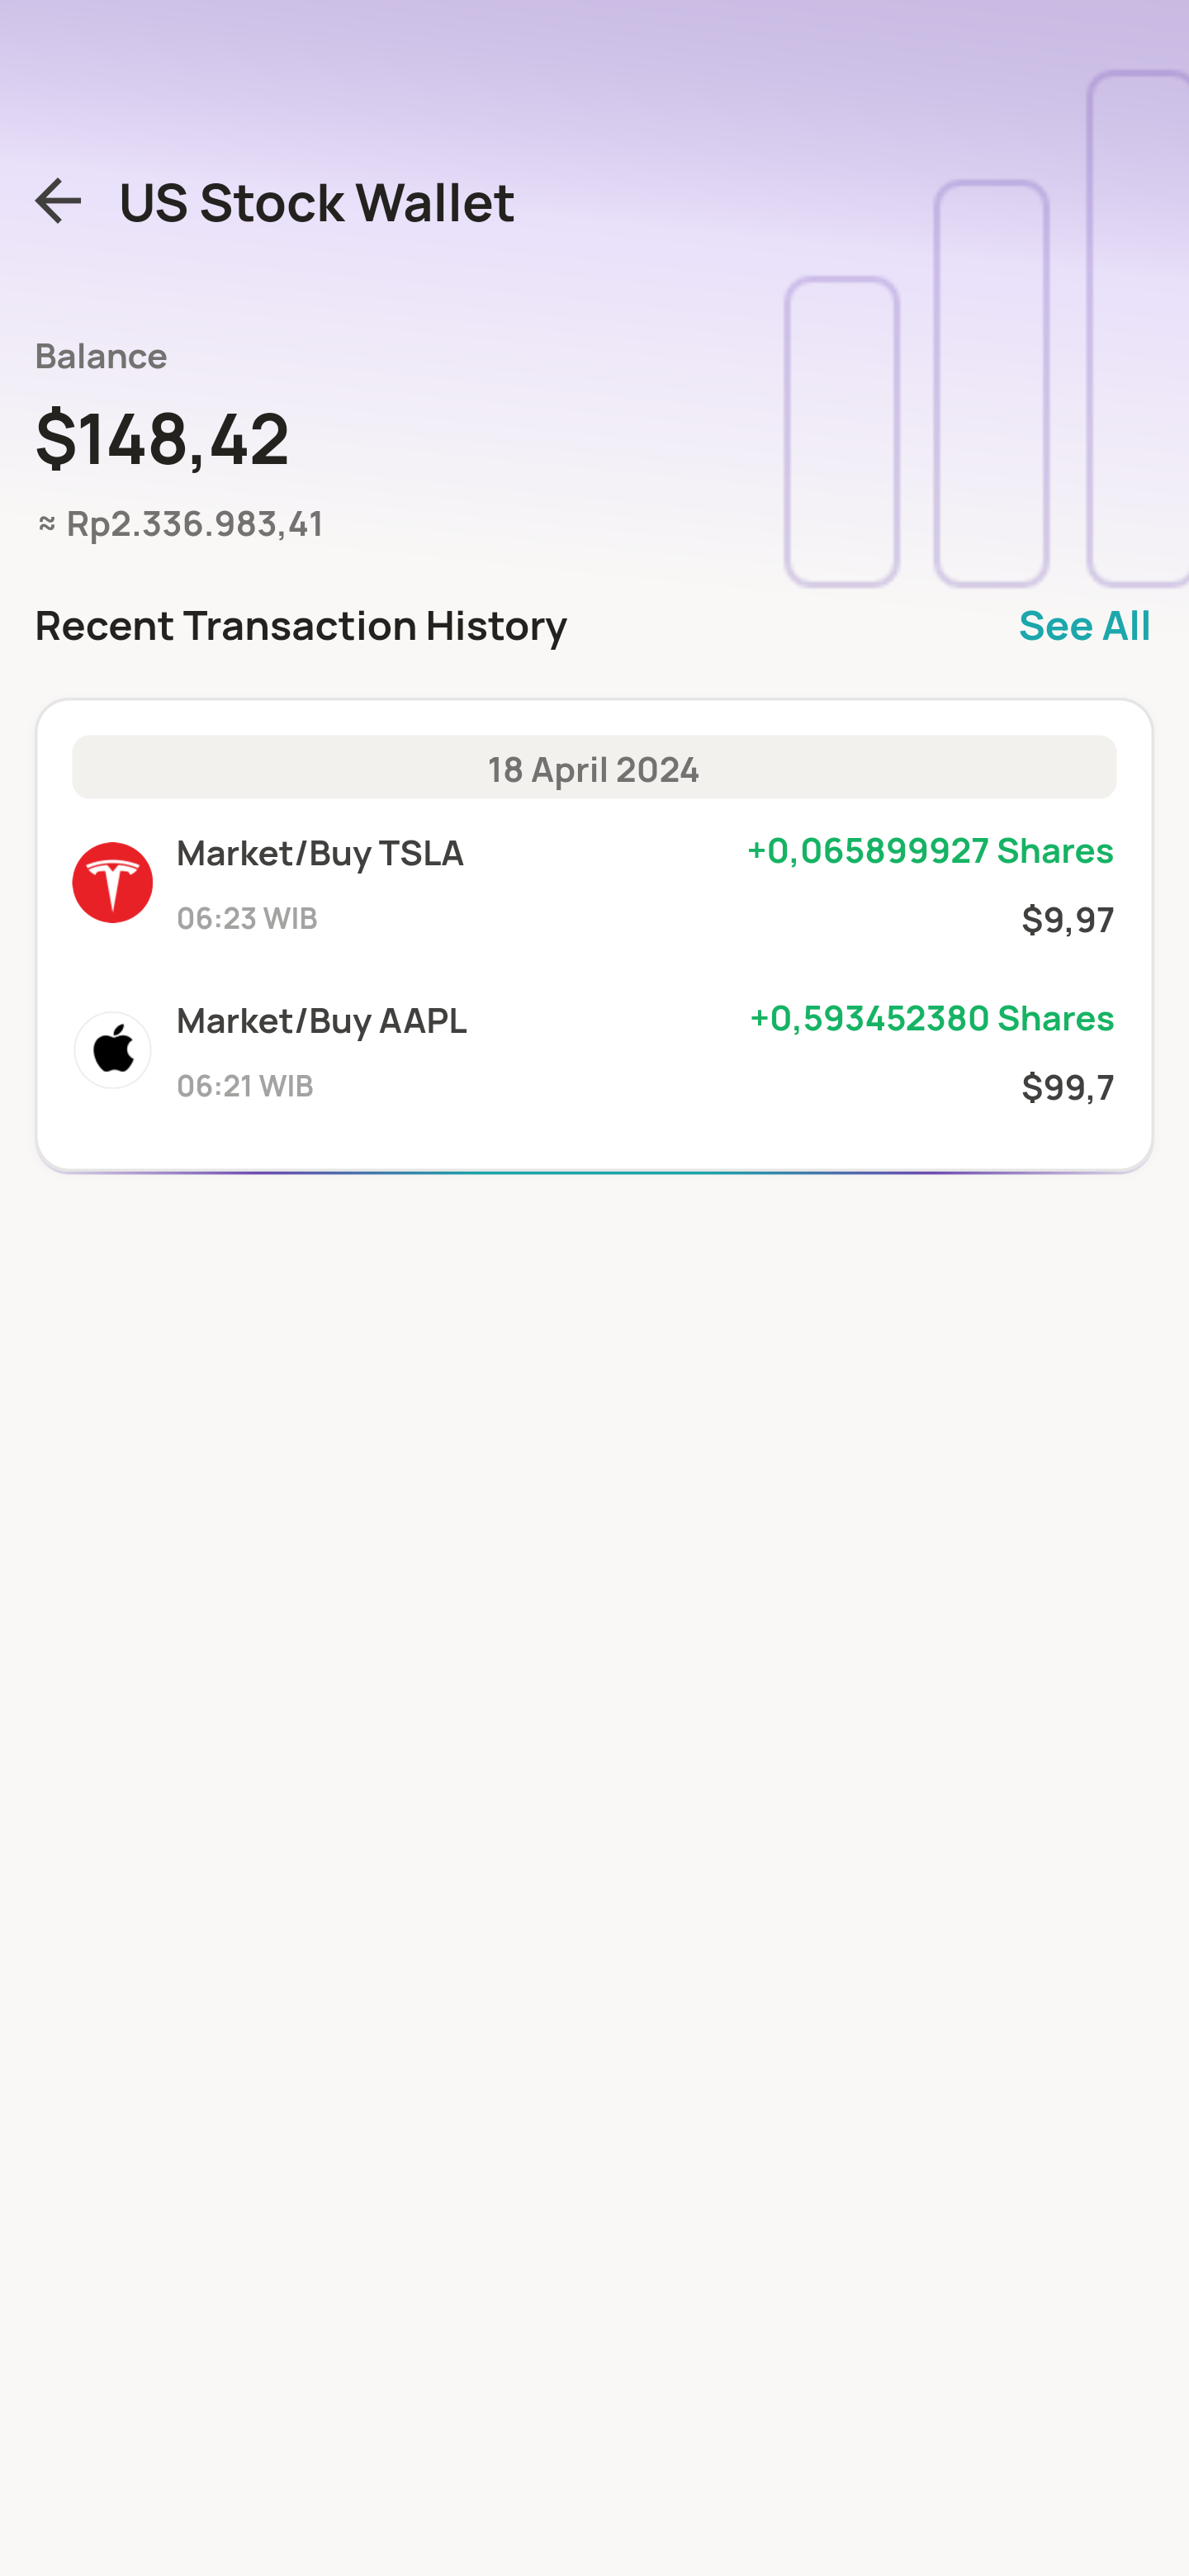 US Stock Wallet
Balance
$148,42
≈ Rp2.336.983,41
Recent Transaction History See All
18 April 2024
Market/Buy TSLA +0,065899927 Shares
06:23 WIB $9,97
Market/Buy AAPL +0,593452380 Shares
06:21 WIB $99,7